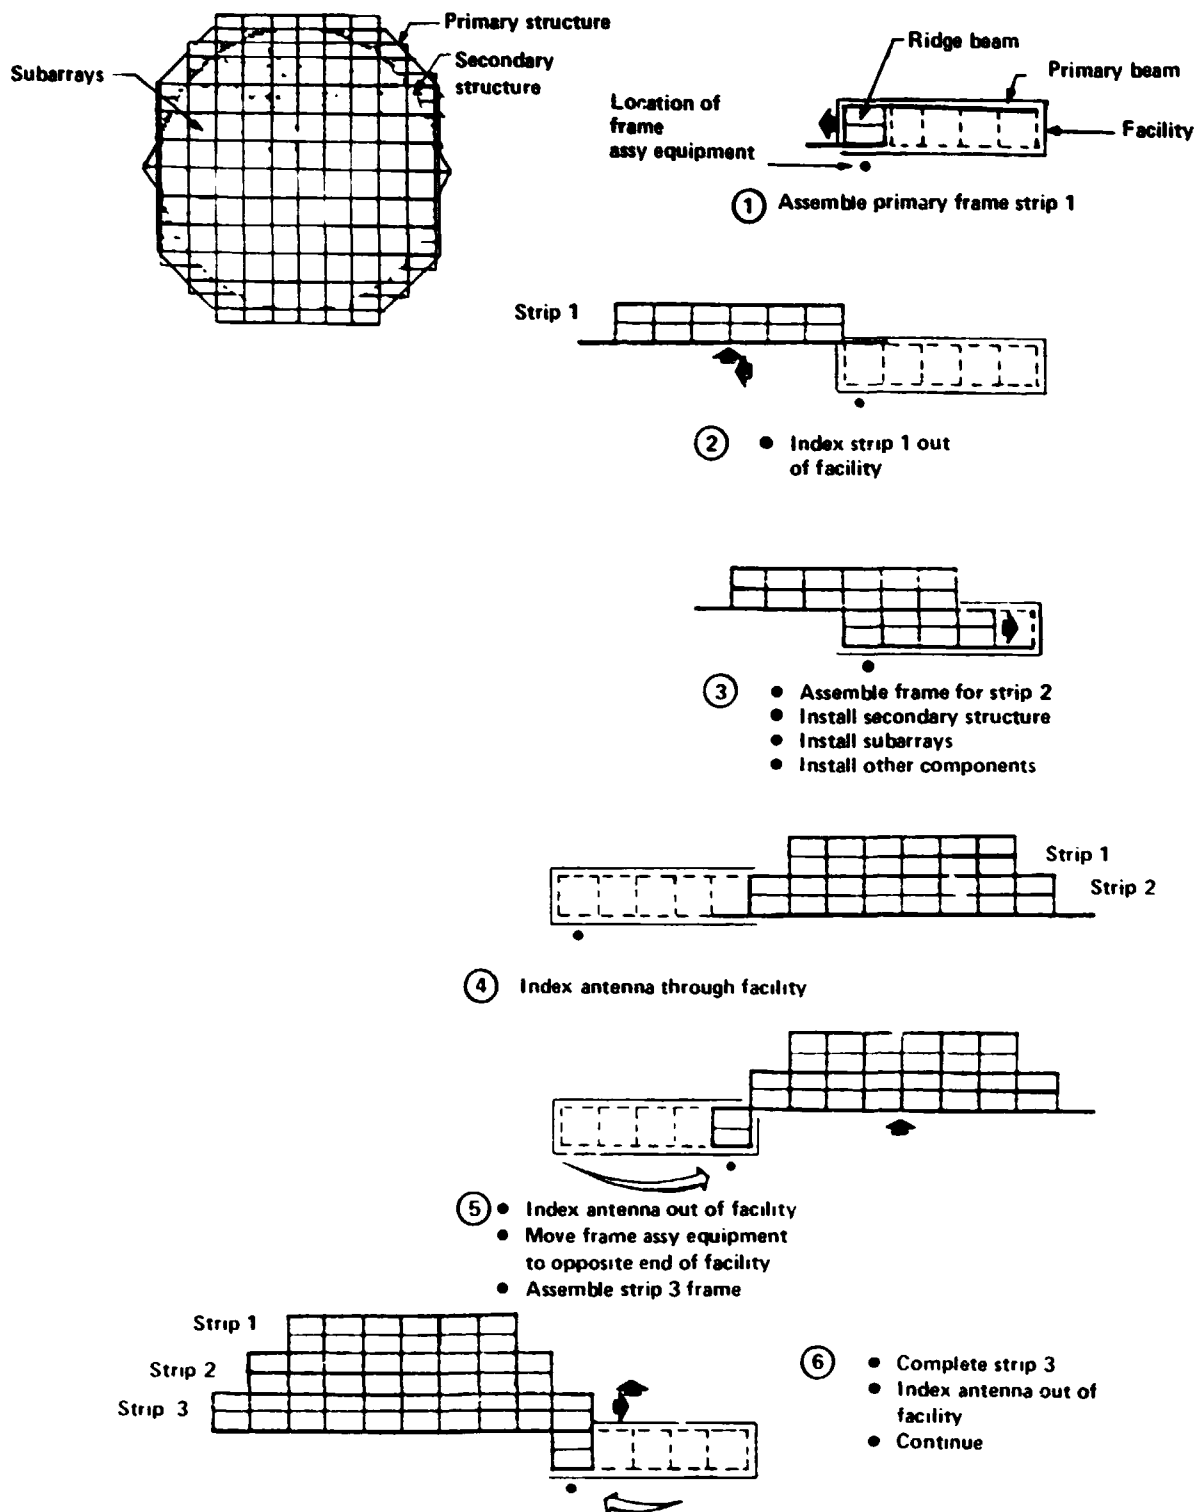 Primary structure
Secondary
structure
Subarrays
Ridge beam
Primary beam
Location of
frame
assy equipment
Facility
1 Assemble primary frame strip 1
Strip 1
2 ● Index strip 1 out
of facility
3 ● Assemble frame for strip 2
● Install secondary structure
● Install subarrays
● Install other components
Strip 1
Strip 2
4 Index antenna through facility
5 ● Index antenna out of facility
● Move frame assy equipment
to opposite end of facility
● Assemble strip 3 frame
Strip 1
Strip 2
Strip 3
6 ● Complete strip 3
● Index antenna out of
facility
● Continue